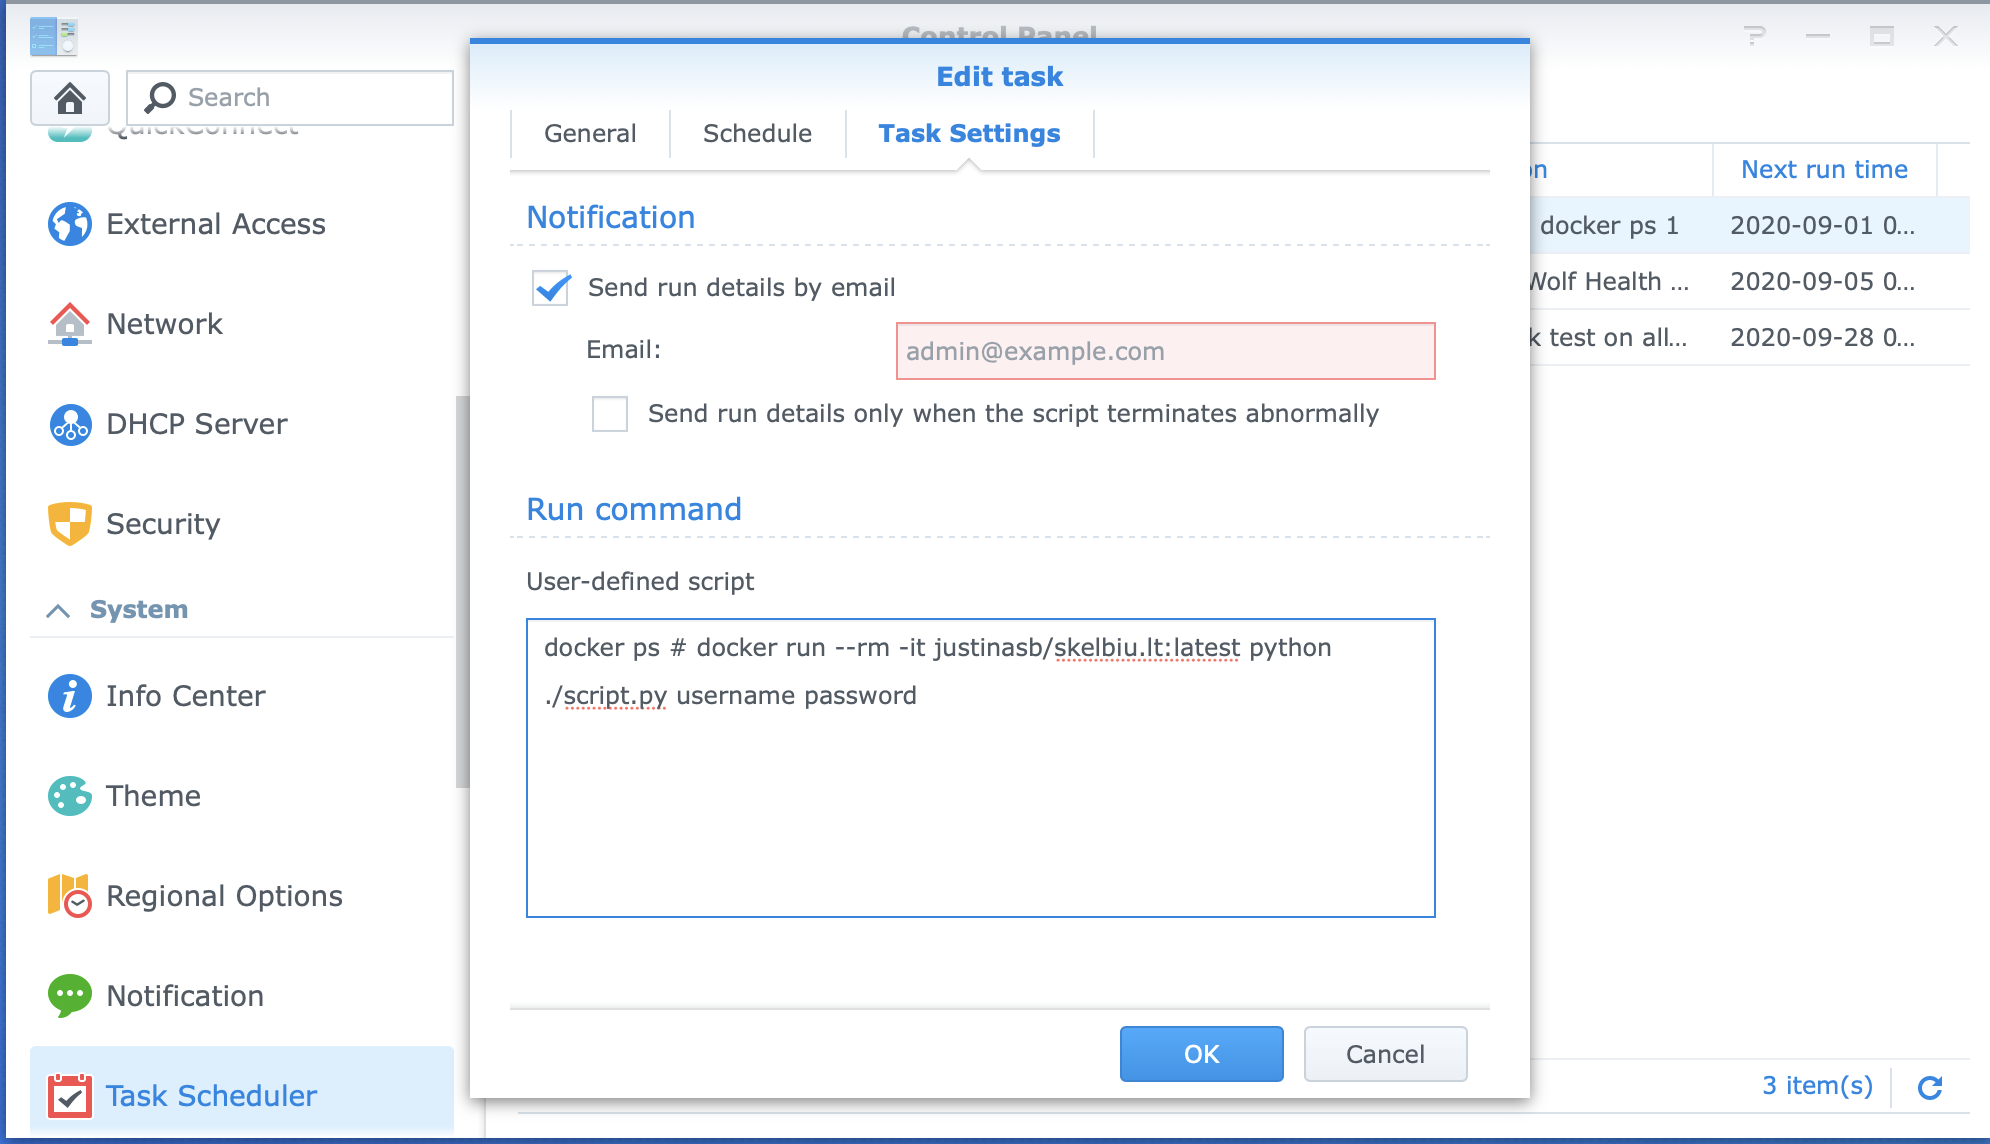 Control Panel
Search
QuickConnect
External Access
Network
DHCP Server
Security
System
Info Center
Theme
Regional Options
Notification
Task Scheduler
Edit task
General
Schedule
Task Settings
Notification
Send run details by email
Email:
admin@example.com
Send run details only when the script terminates abnormally
Run command
User-defined script
docker ps # docker run --rm -it justinasb/skelbiu.lt:latest python
./script.py username password
OK
Cancel
Next run time
docker ps 1
2020-09-01 0...
Wolf Health ...
2020-09-05 0...
k test on all...
2020-09-28 0...
3 item(s)